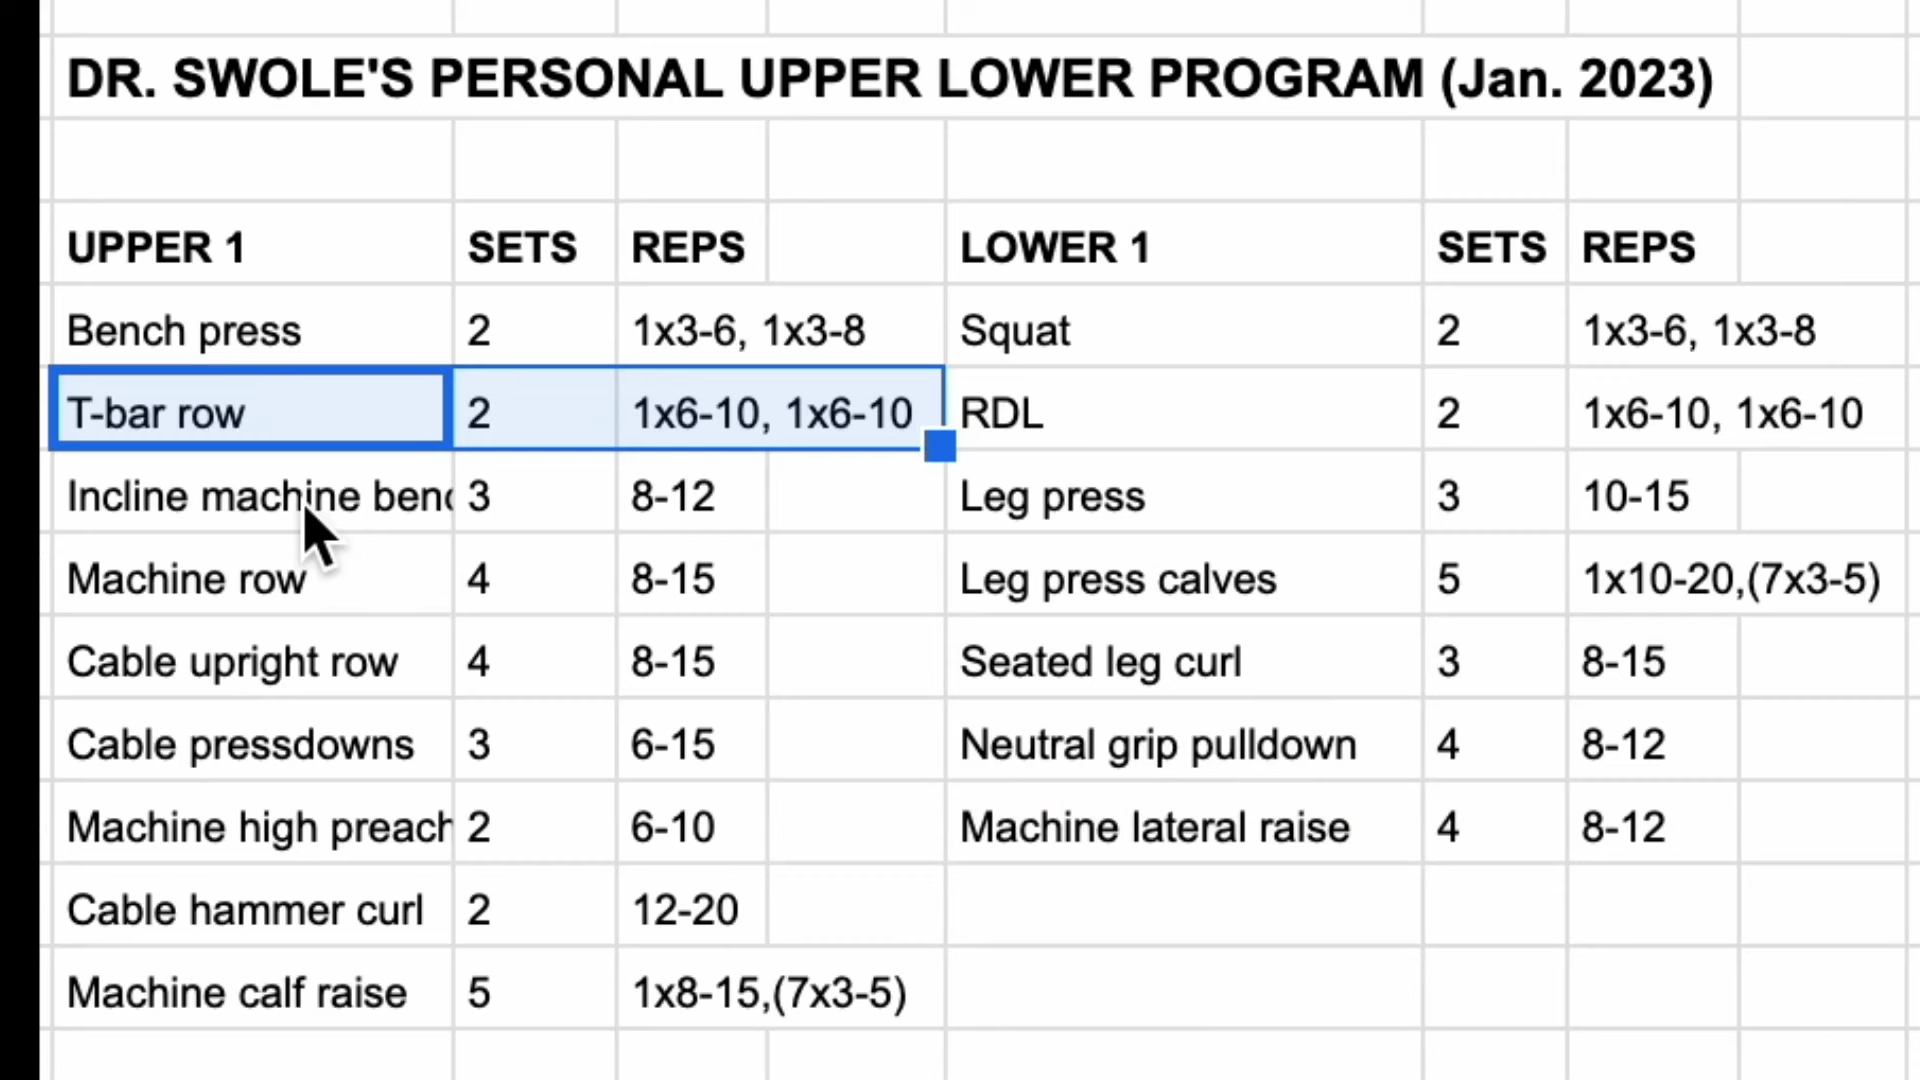 DR. SWOLE'S PERSONAL UPPER LOWER PROGRAM (Jan. 2023)
UPPER 1 SETS REPS LOWER 1 SETS REPS
Bench press 2 1x3-6, 1x3-8 Squat 2 1x3-6, 1x3-8
T-bar row 2 1x6-10, 1x6-10 RDL 2 1x6-10, 1x6-10
Incline machine 3 8-12 Leg press 3 10-15
Machine row 4 8-15 Leg press calves 5 1x10-20,(7x3-5)
Cable upright row 4 8-15 Seated leg curl 3 8-15
Cable pressdowns 3 6-15 Neutral grip pulldown 4 8-12
Machine high preach 2 6-10 Machine lateral raise 4 8-12
Cable hammer curl 2 12-20
Machine calf raise 5 1x8-15,(7x3-5)